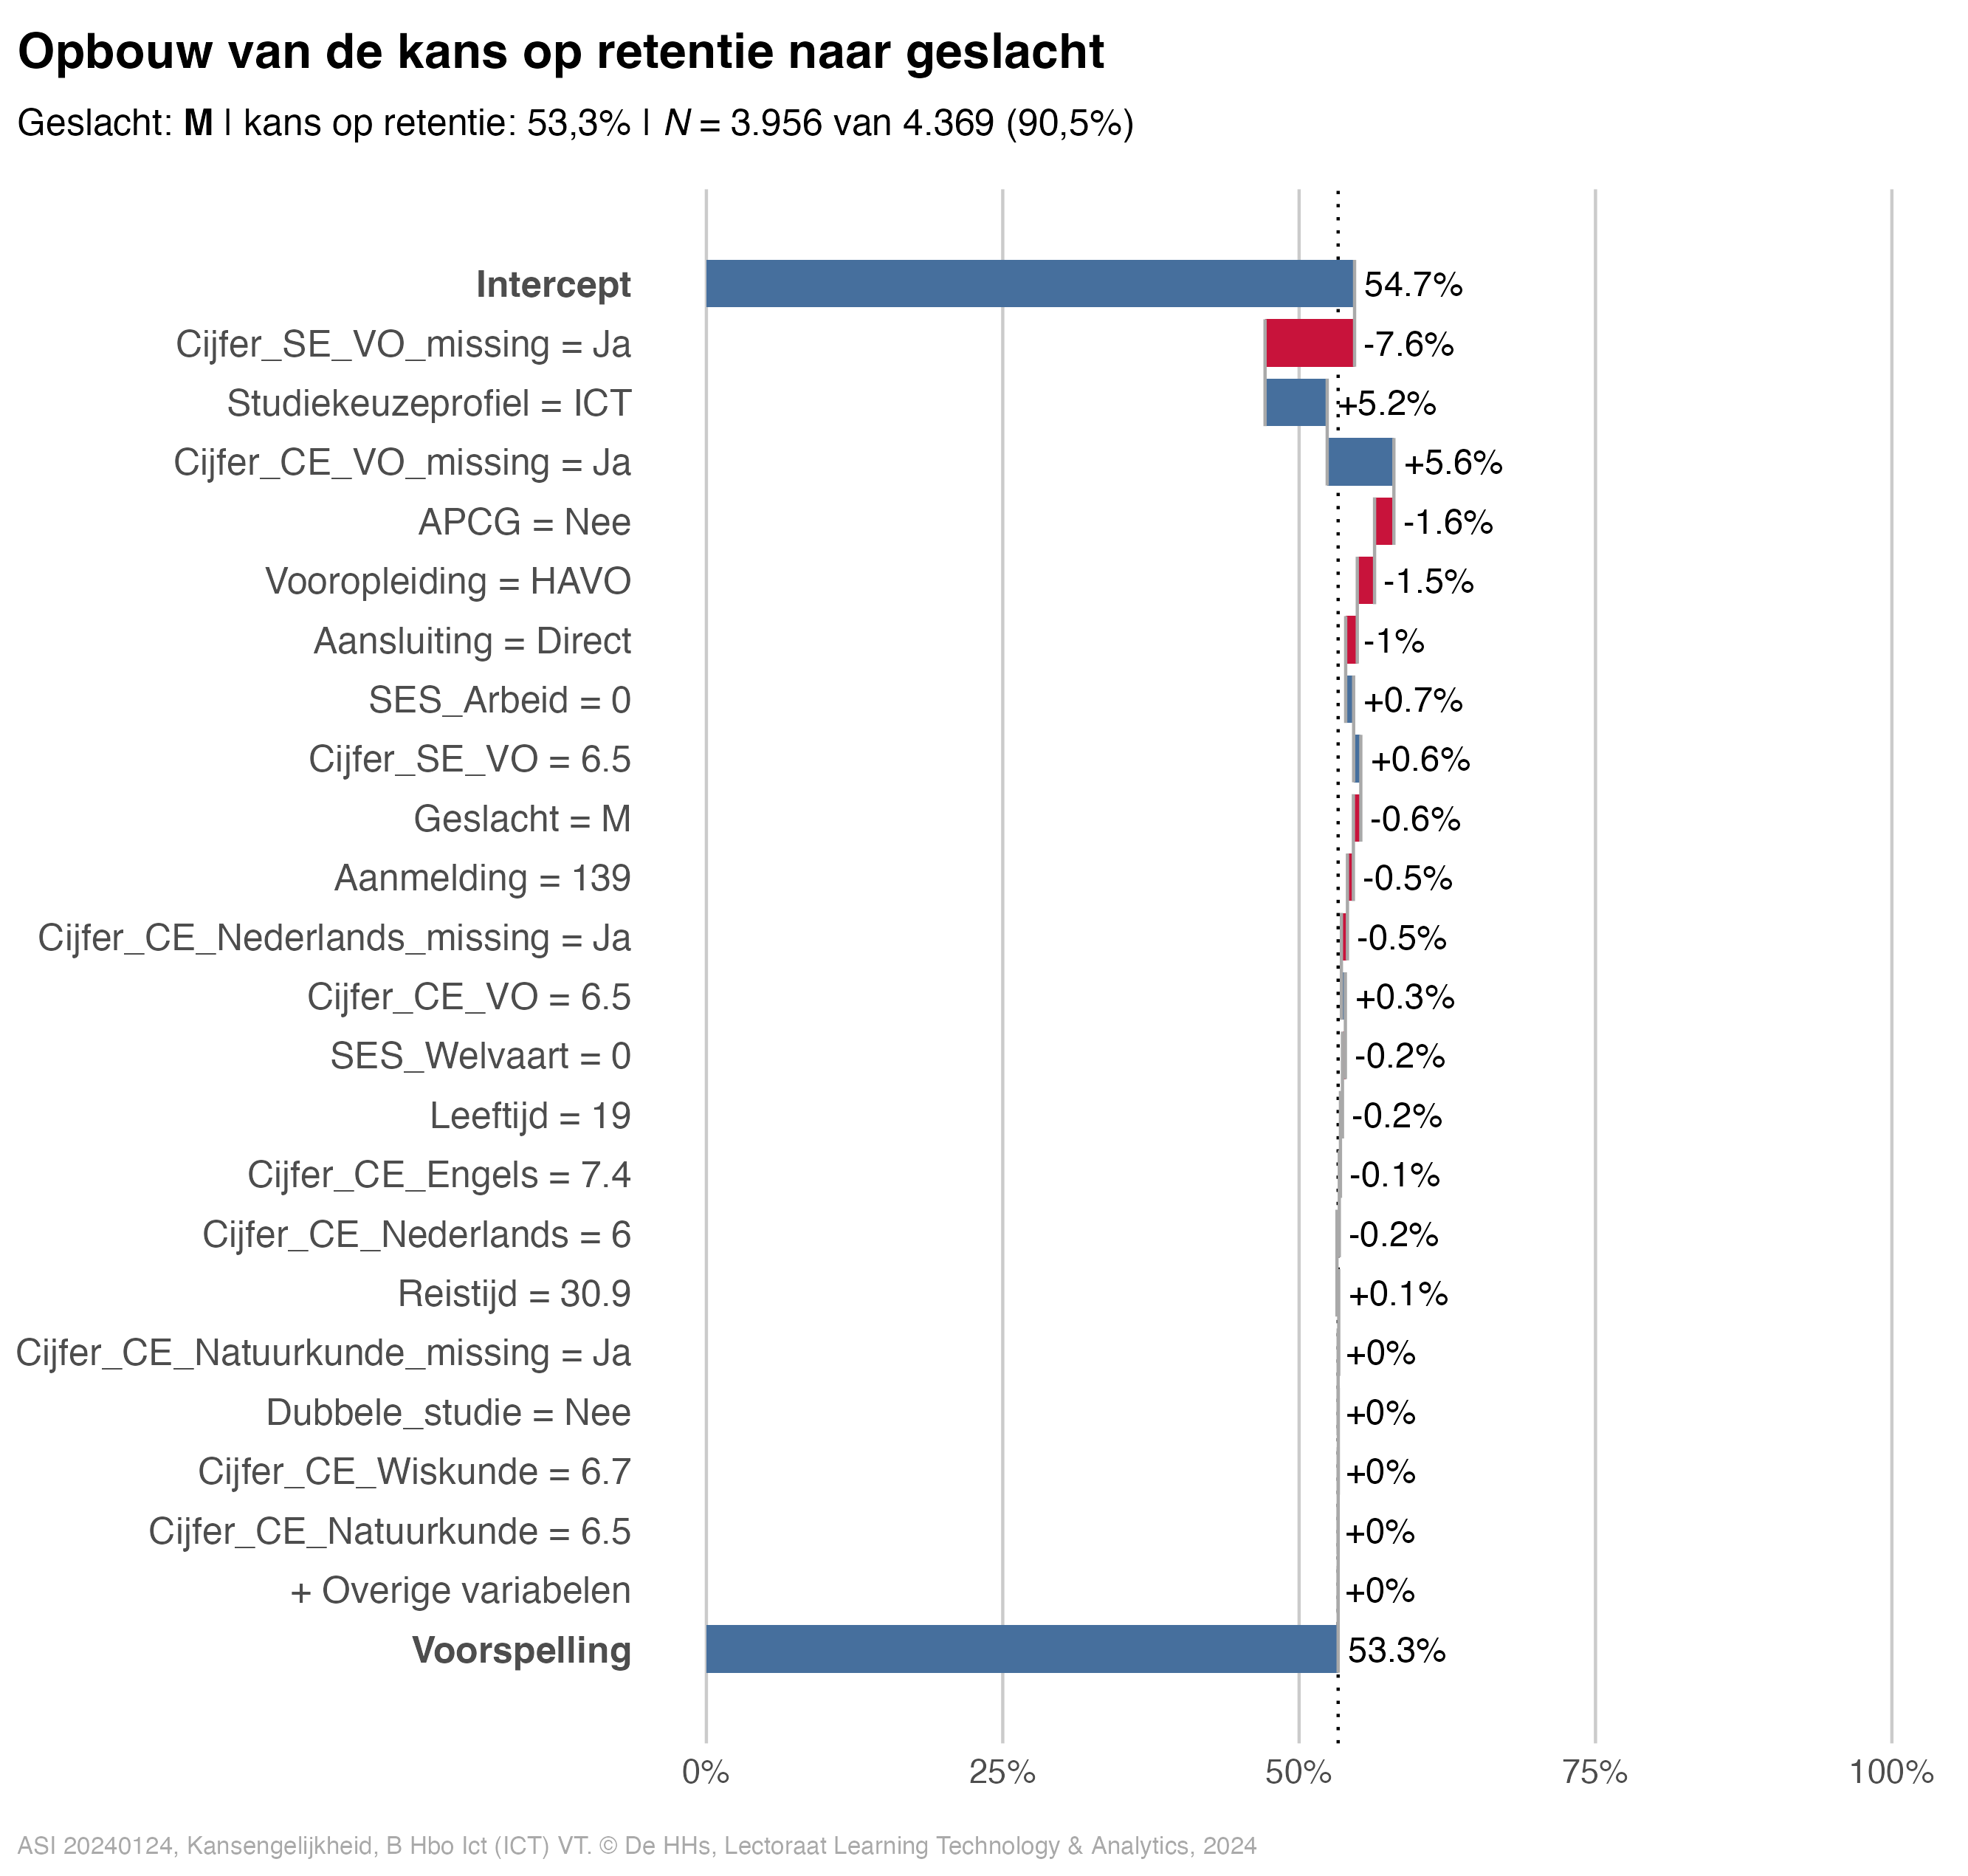 Opbouw van de kans op retentie naar geslacht
Geslacht: M | kans op retentie: 53,3% | N = 3.956 van 4.369 (90,5%)
Intercept 54.7%
Cijfer_SE_VO_missing = Ja -7.6%
Studiekeuzeprofiel = ICT +5.2%
Cijfer_CE_VO_missing = Ja +5.6%
APCG = Nee -1.6%
Vooropleiding = HAVO -1.5%
Aansluiting = Direct -1%
SES_Arbeid = 0 +0.7%
Cijfer_SE_VO = 6.5 +0.6%
Geslacht = M -0.6%
Aanmelding = 139 -0.5%
Cijfer_CE_Nederlands_missing = Ja -0.5%
Cijfer_CE_VO = 6.5 +0.3%
SES_Welvaart = 0 -0.2%
Leeftijd = 19 -0.2%
Cijfer_CE_Engels = 7.4 -0.1%
Cijfer_CE_Nederlands = 6 -0.2%
Reistijd = 30.9 +0.1%
Cijfer_CE_Natuurkunde_missing = Ja +0%
Dubbele_studie = Nee +0%
Cijfer_CE_Wiskunde = 6.7 +0%
Cijfer_CE_Natuurkunde = 6.5 +0%
+ Overige variabelen +0%
Voorspelling 53.3%
0% 25% 50% 75% 100%
ASI 20240124, Kansengelijkheid, B Hbo Ict (ICT) VT. © De HHs, Lectoraat Learning Technology & Analytics, 2024